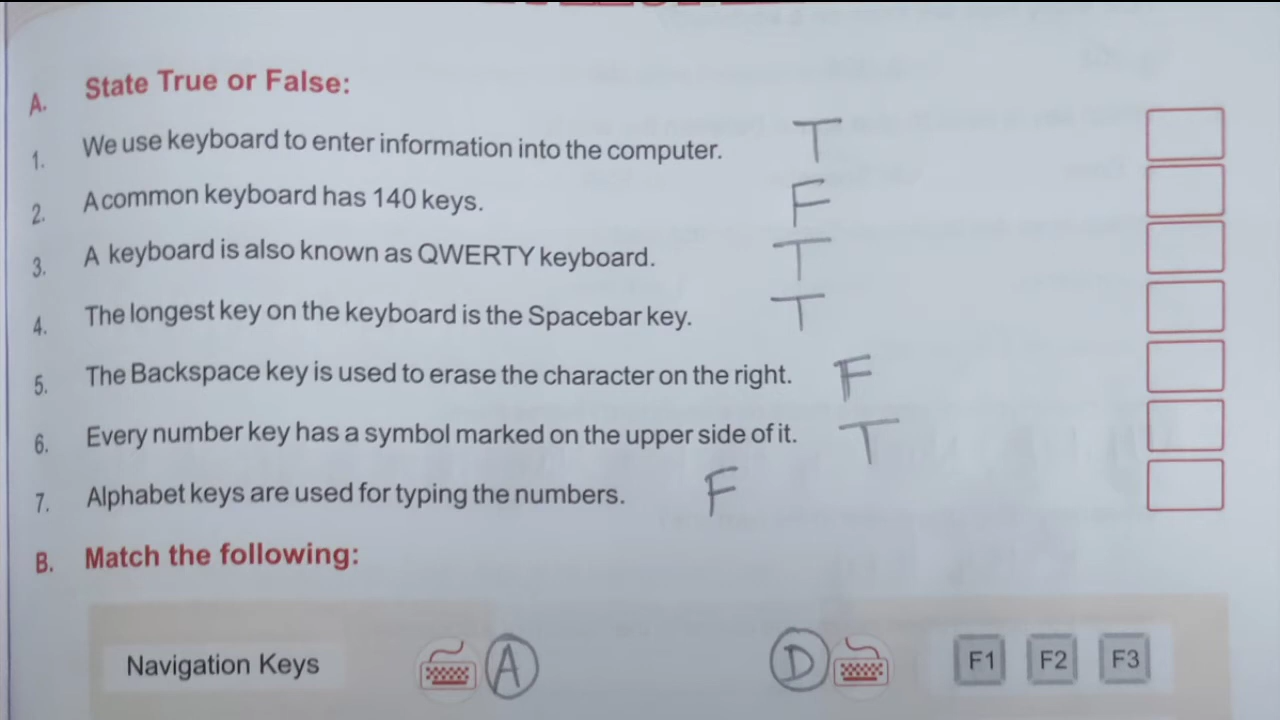 A. State True or False:
1. We use keyboard to enter information into the computer. T
2. A common keyboard has 140 keys. F
3. A keyboard is also known as QWERTY keyboard. T
4. The longest key on the keyboard is the Spacebar key. T
5. The Backspace key is used to erase the character on the right. F
6. Every number key has a symbol marked on the upper side of it. T
7. Alphabet keys are used for typing the numbers. F
B. Match the following:
Navigation Keys A D F1 F2 F3